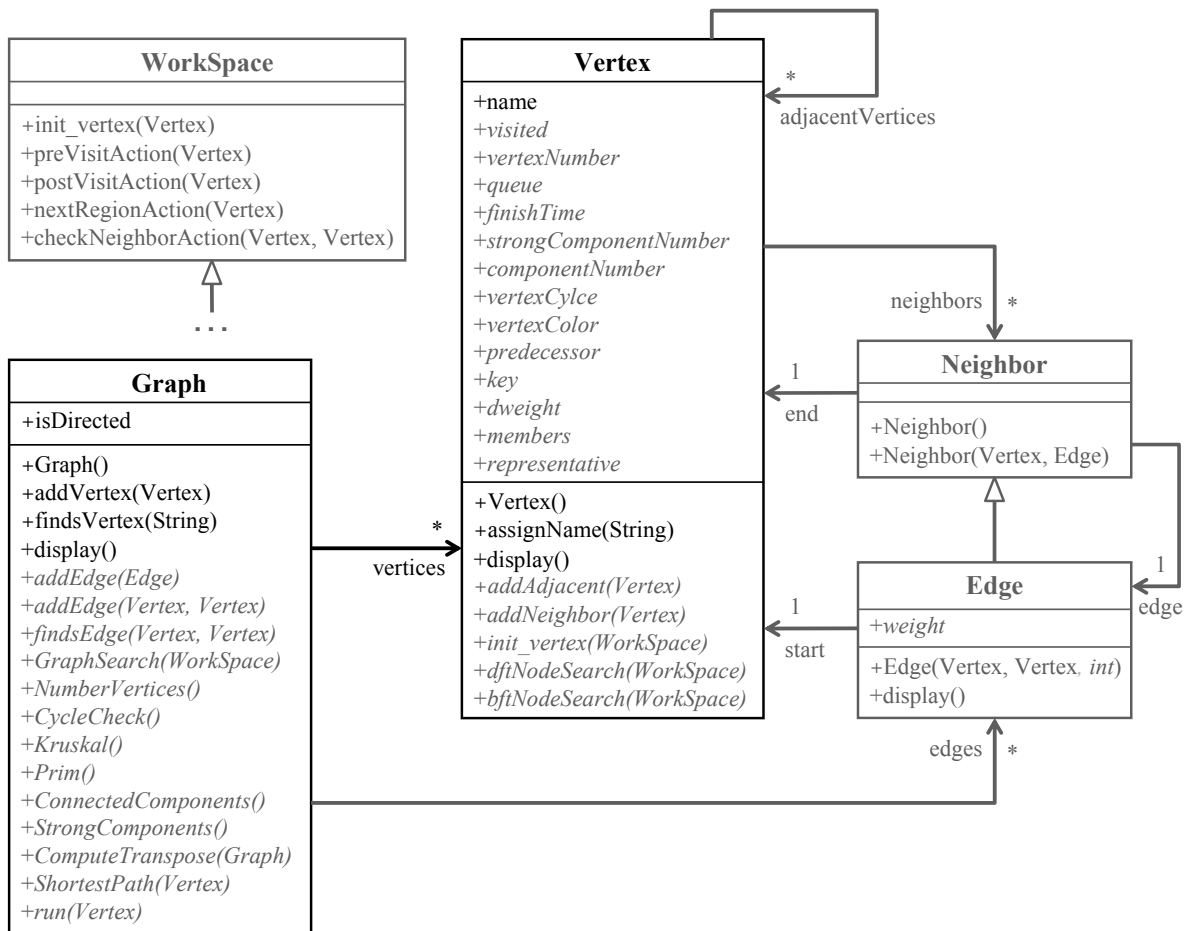 WorkSpace
+init_vertex(Vertex)
+preVisitAction(Vertex)
+postVisitAction(Vertex)
+nextRegionAction(Vertex)
+checkNeighborAction(Vertex, Vertex)
...
Graph
+isDirected
+Graph()
+addVertex(Vertex)
+findsVertex(String)
+display()
+addEdge(Edge)
+addEdge(Vertex, Vertex)
+findsEdge(Vertex, Vertex)
+GraphSearch(WorkSpace)
+NumberVertices()
+CycleCheck()
+Kruskal()
+Prim()
+ConnectedComponents()
+StrongComponents()
+ComputeTranspose(Graph)
+ShortestPath(Vertex)
+run(Vertex)
*
vertices
Vertex
+name
+visited
+vertexNumber
+queue
+finishTime
+strongComponentNumber
+componentNumber
+vertexCylce
+vertexColor
+predecessor
+key
+dweight
+members
+representative
+Vertex()
+assignName(String)
+display()
+addAdjacent(Vertex)
+addNeighbor(Vertex)
+init_vertex(WorkSpace)
+dftNodeSearch(WorkSpace)
+bftNodeSearch(WorkSpace)
*
adjacentVertices
neighbors *
1
end
Neighbor
+Neighbor()
+Neighbor(Vertex, Edge)
1
edge
1
start
Edge
+weight
+Edge(Vertex, Vertex, int)
+display()
edges *